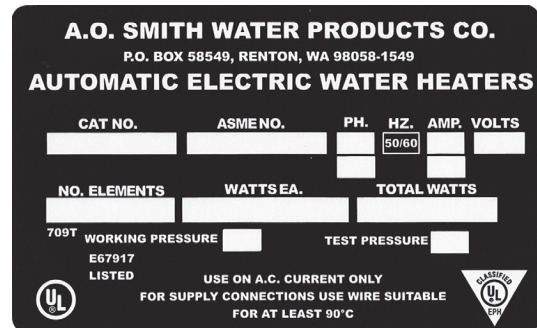 A.O. SMITH WATER PRODUCTS CO.
P.O. BOX 58549, RENTON, WA 98058-1549
AUTOMATIC ELECTRIC WATER HEATERS
CAT NO. ASME NO. PH. HZ. AMP. VOLTS
50/60
NO. ELEMENTS WATTS EA. TOTAL WATTS
709T WORKING PRESSURE TEST PRESSURE
E67917
LISTED
USE ON A.C. CURRENT ONLY
FOR SUPPLY CONNECTIONS USE WIRE SUITABLE
FOR AT LEAST 90°C
UL
CLASSIFIED
UL
EPH